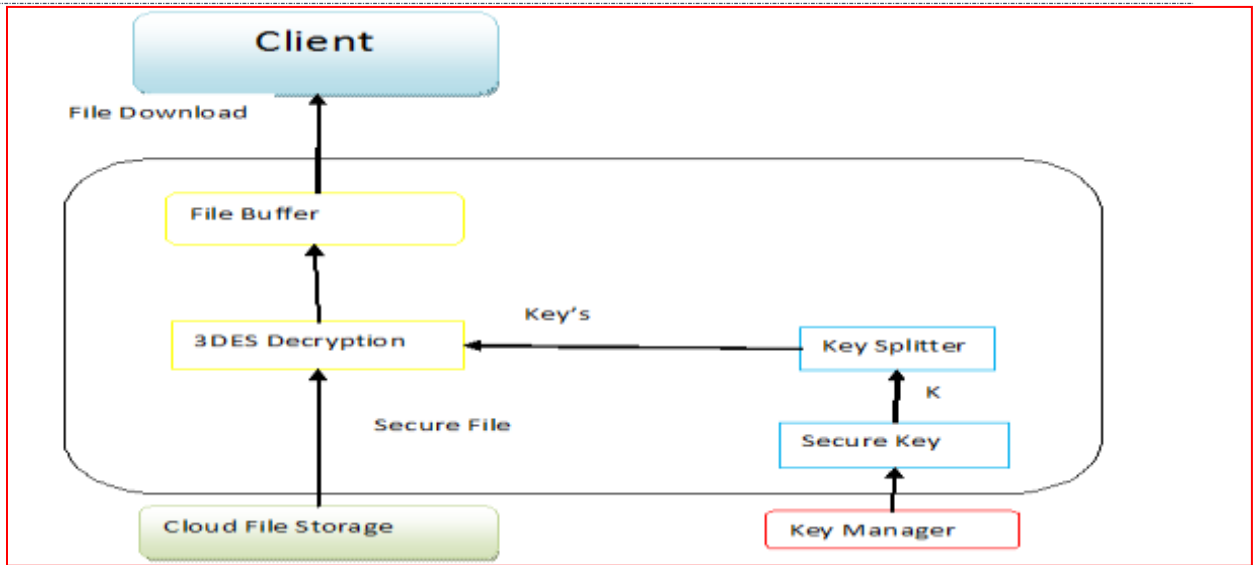 Client
File Download
File Buffer
Key's
3DES Decryption
Key Splitter
K
Secure File
Secure Key
Cloud File Storage
Key Manager